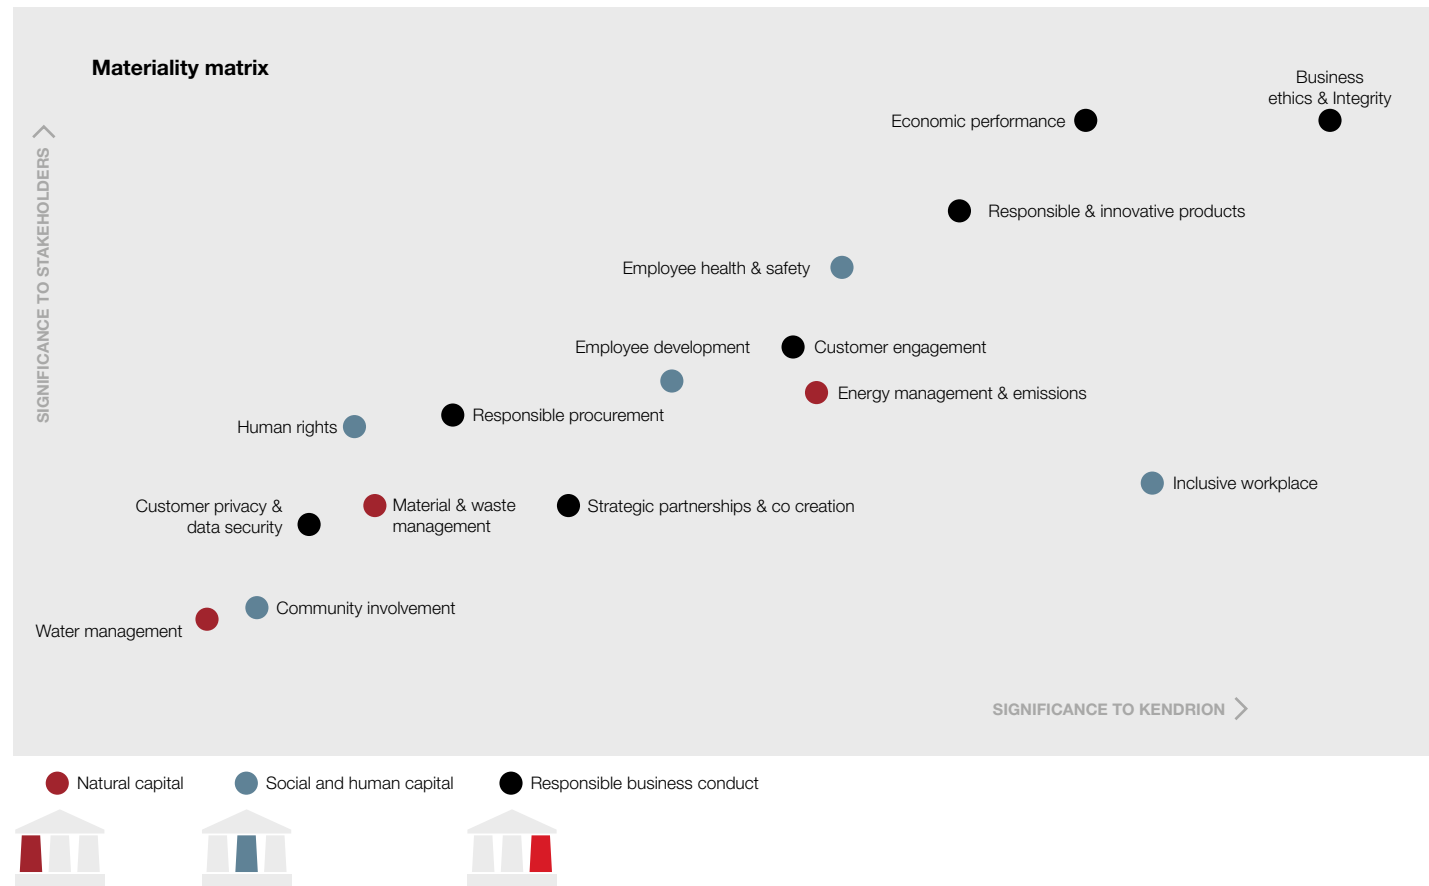 Materiality matrix
Business
ethics & Integrity
Economic performance
SIGNIFICANCE TO STAKEHOLDERS
Responsible & innovative products
Employee health & safety
Employee development
Customer engagement
Energy management & emissions
Responsible procurement
Human rights
Inclusive workplace
Customer privacy &
data security
Material & waste
management
Strategic partnerships & co creation
Community involvement
Water management
SIGNIFICANCE TO KENDRION
Natural capital
Social and human capital
Responsible business conduct